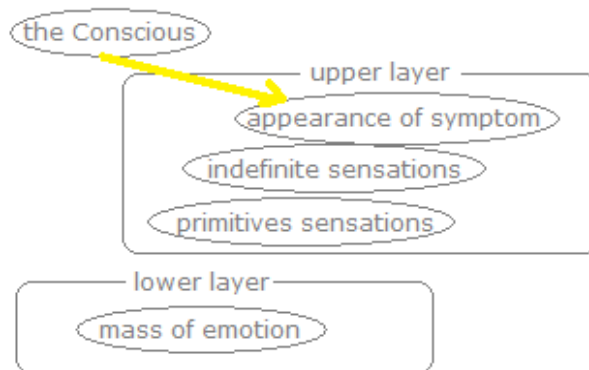 the Conscious
upper layer
appearance of symptom
indefinite sensations
primitives sensations
lower layer
mass of emotion